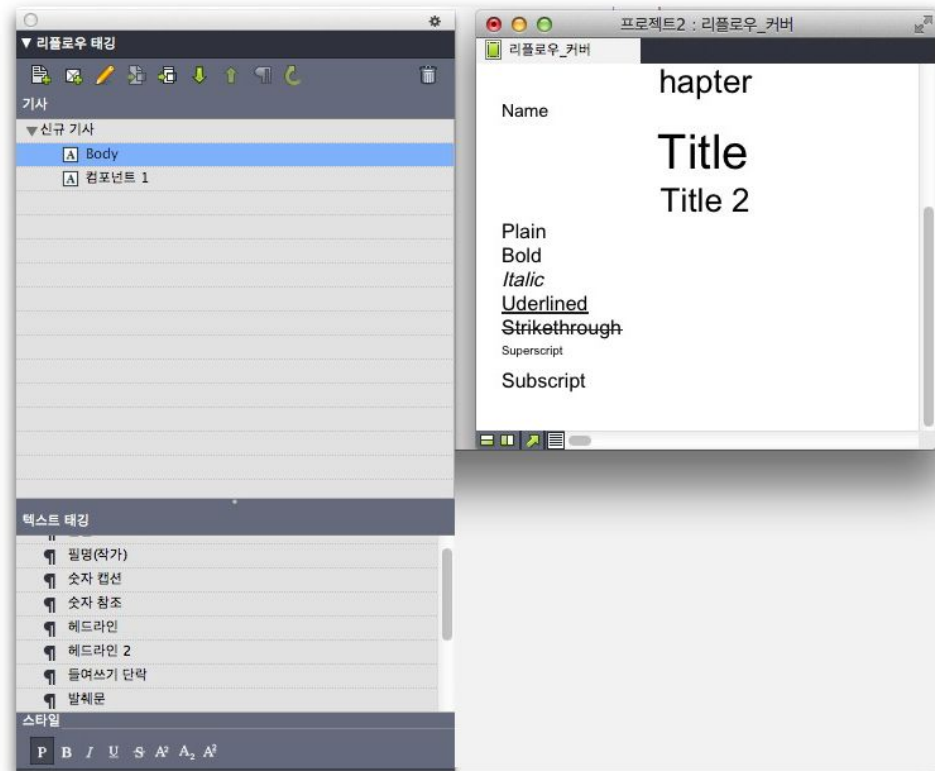 ▼ 리플로우 태깅
기사
▼신규 기사
A Body
A 컴포넌트 1
텍스트 태깅
¶ 필명(작가)
¶ 숫자 캡션
¶ 숫자 참조
¶ 헤드라인
¶ 헤드라인 2
¶ 들여쓰기 단락
¶ 발췌문
스타일
P B I U S A² A₂ A²
프로젝트2 : 리플로우_커버
리플로우_커버
hapter
Name
Title
Title 2
Plain
Bold
Italic
Uderlined
Strikethrough
Superscript
Subscript